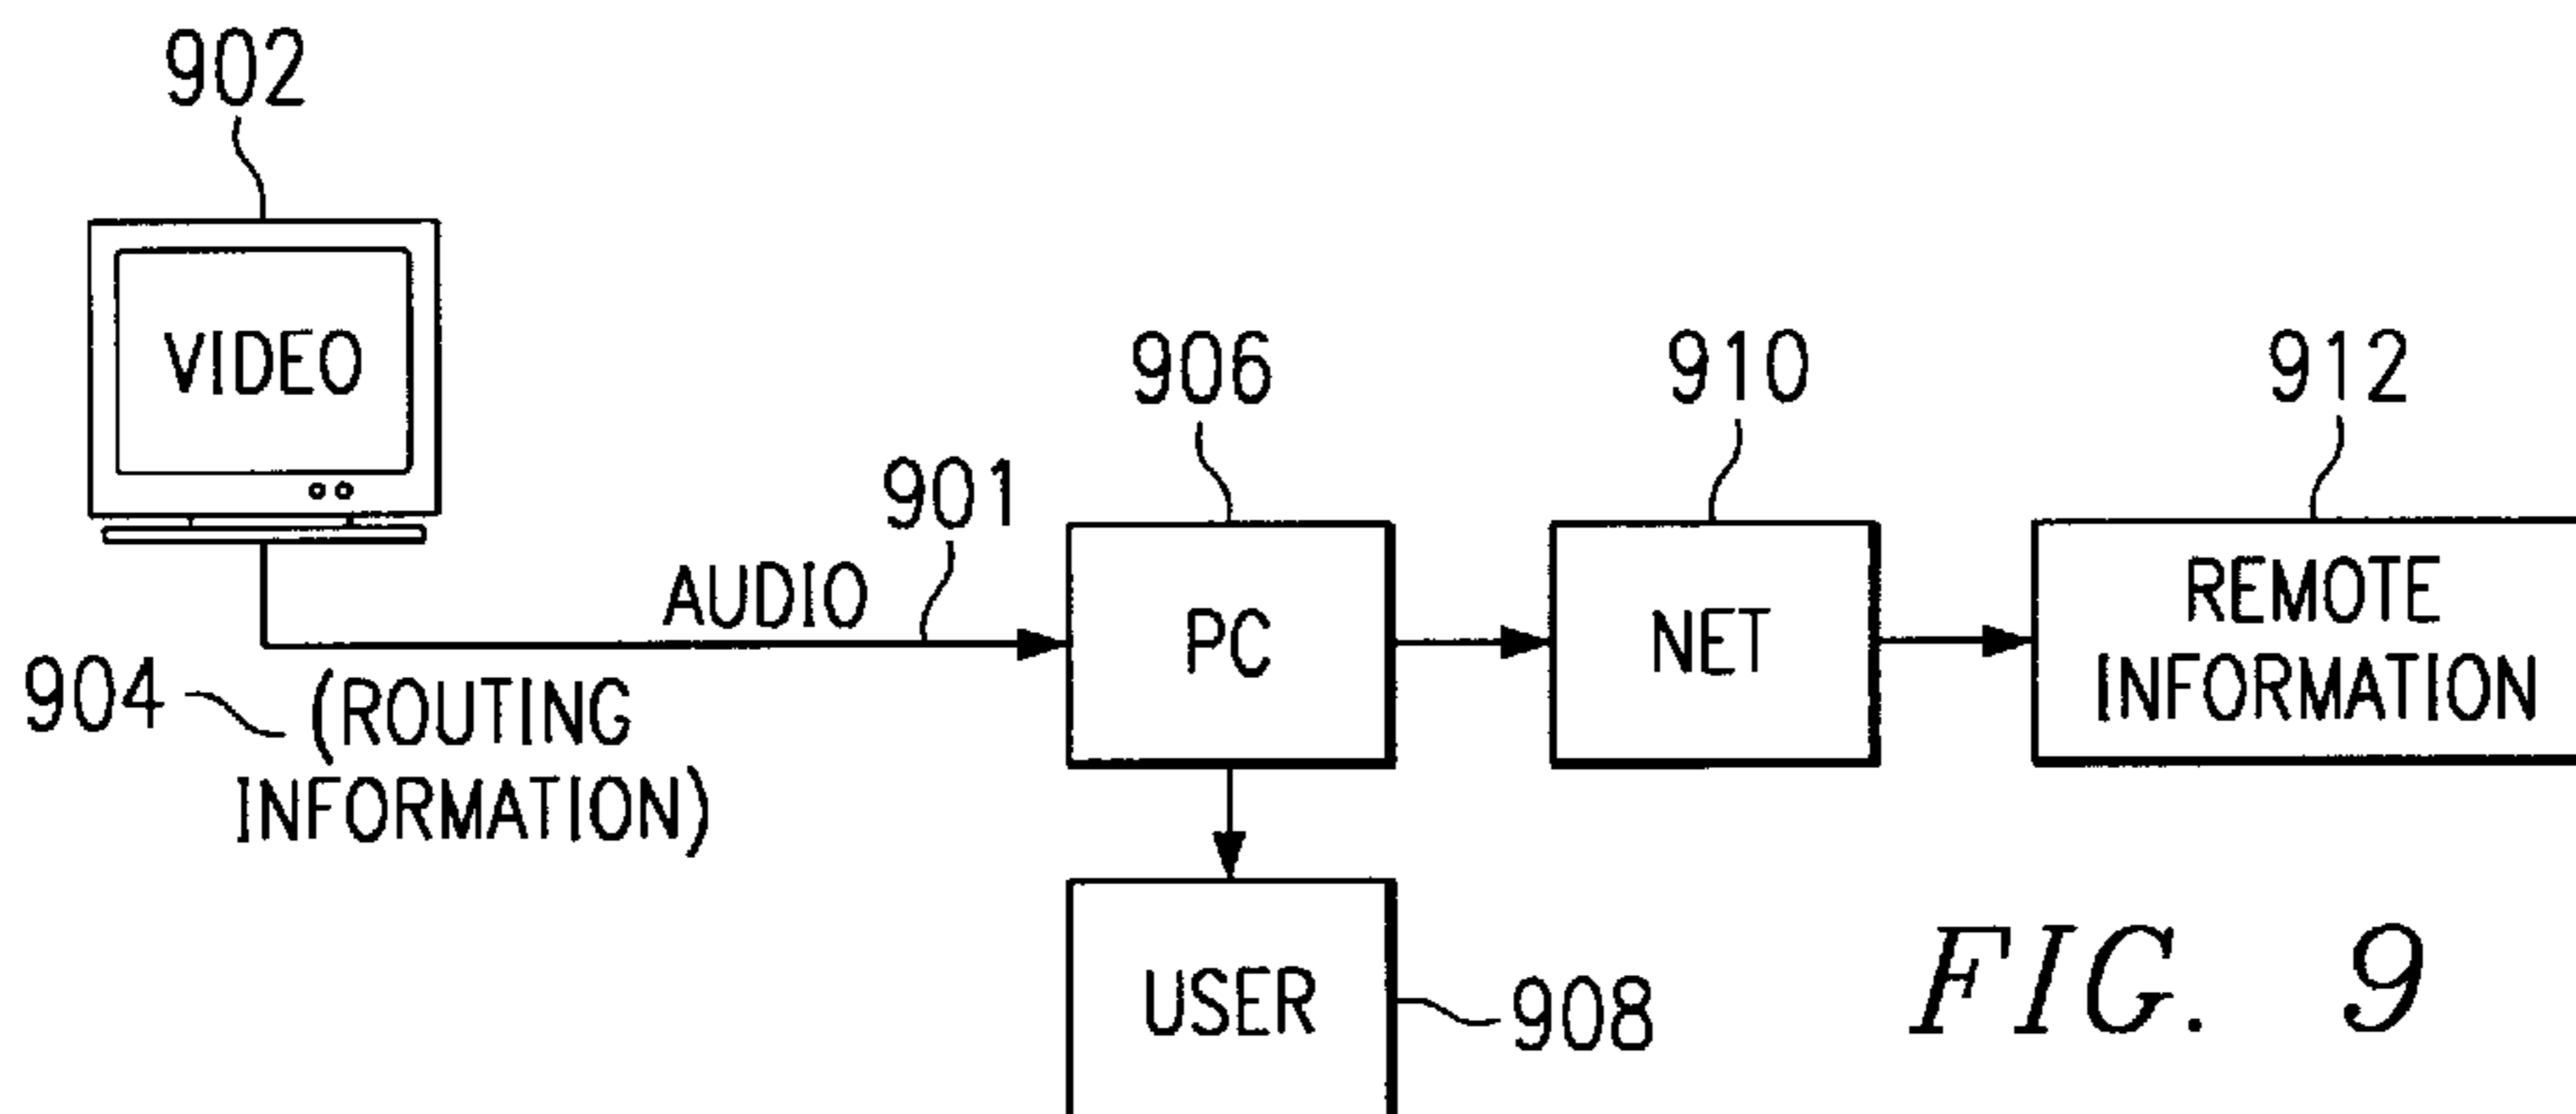 902
VIDEO
906
910
912
901
AUDIO
PC
NET
REMOTE
INFORMATION
904
(ROUTING
INFORMATION)
USER
908
FIG. 9